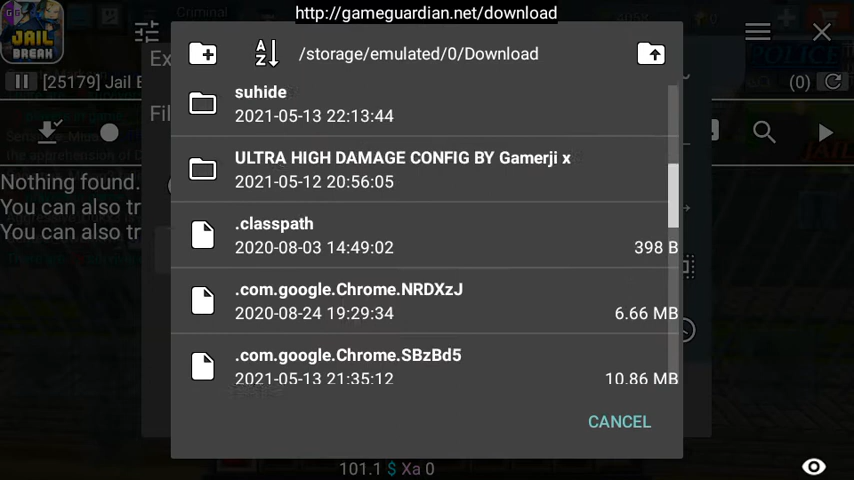 http://gameguardian.net/download
JAIL
BREAK
/storage/emulated/0/Download
POLICE
[25179] Jail B
(0)
suhide
2021-05-13 22:13:44
ULTRA HIGH DAMAGE CONFIG BY Gamerji x
2021-05-12 20:56:05
Nothing found.
You can also tr
You can also tr
.classpath
2020-08-03 14:49:02
398 B
.com.google.Chrome.NRDXzJ
2020-08-24 19:29:34
6.66 MB
.com.google.Chrome.SBzBd5
2021-05-13 21:35:12
10.86 MB
CANCEL
101.1 $ Xa 0